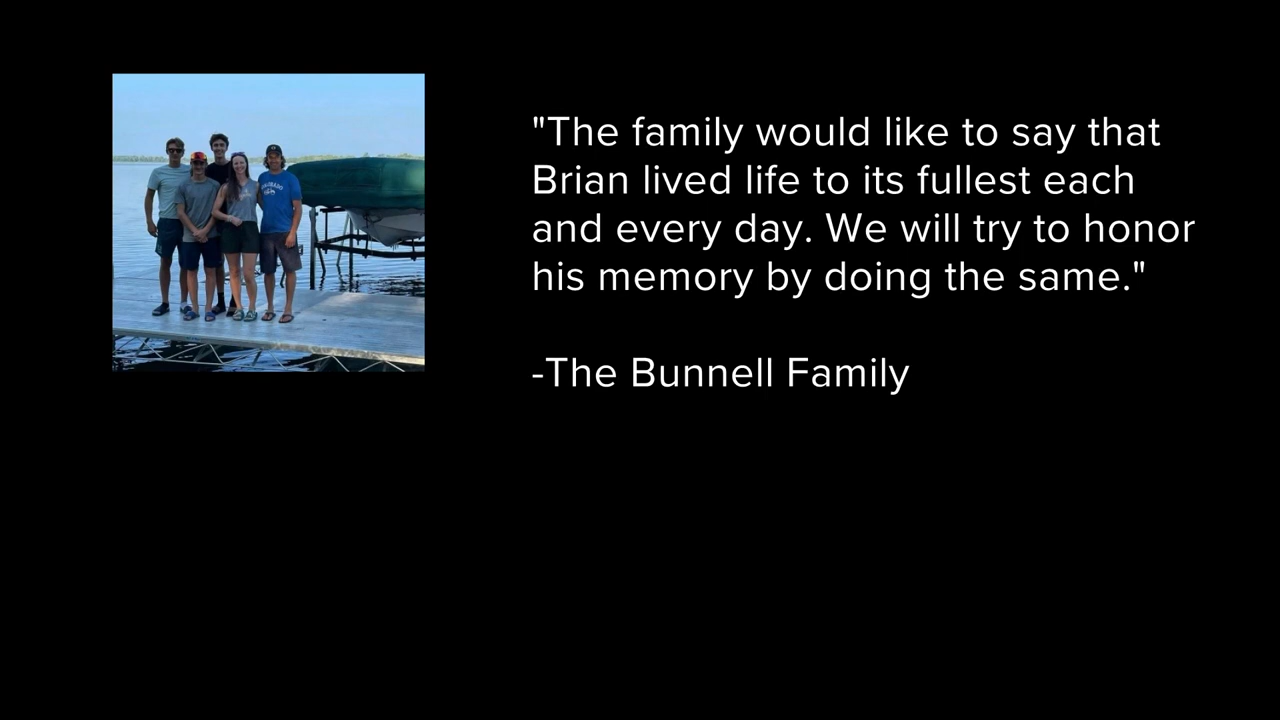 "The family would like to say that
Brian lived life to its fullest each
and every day. We will try to honor
his memory by doing the same."
-The Bunnell Family
COLORADO